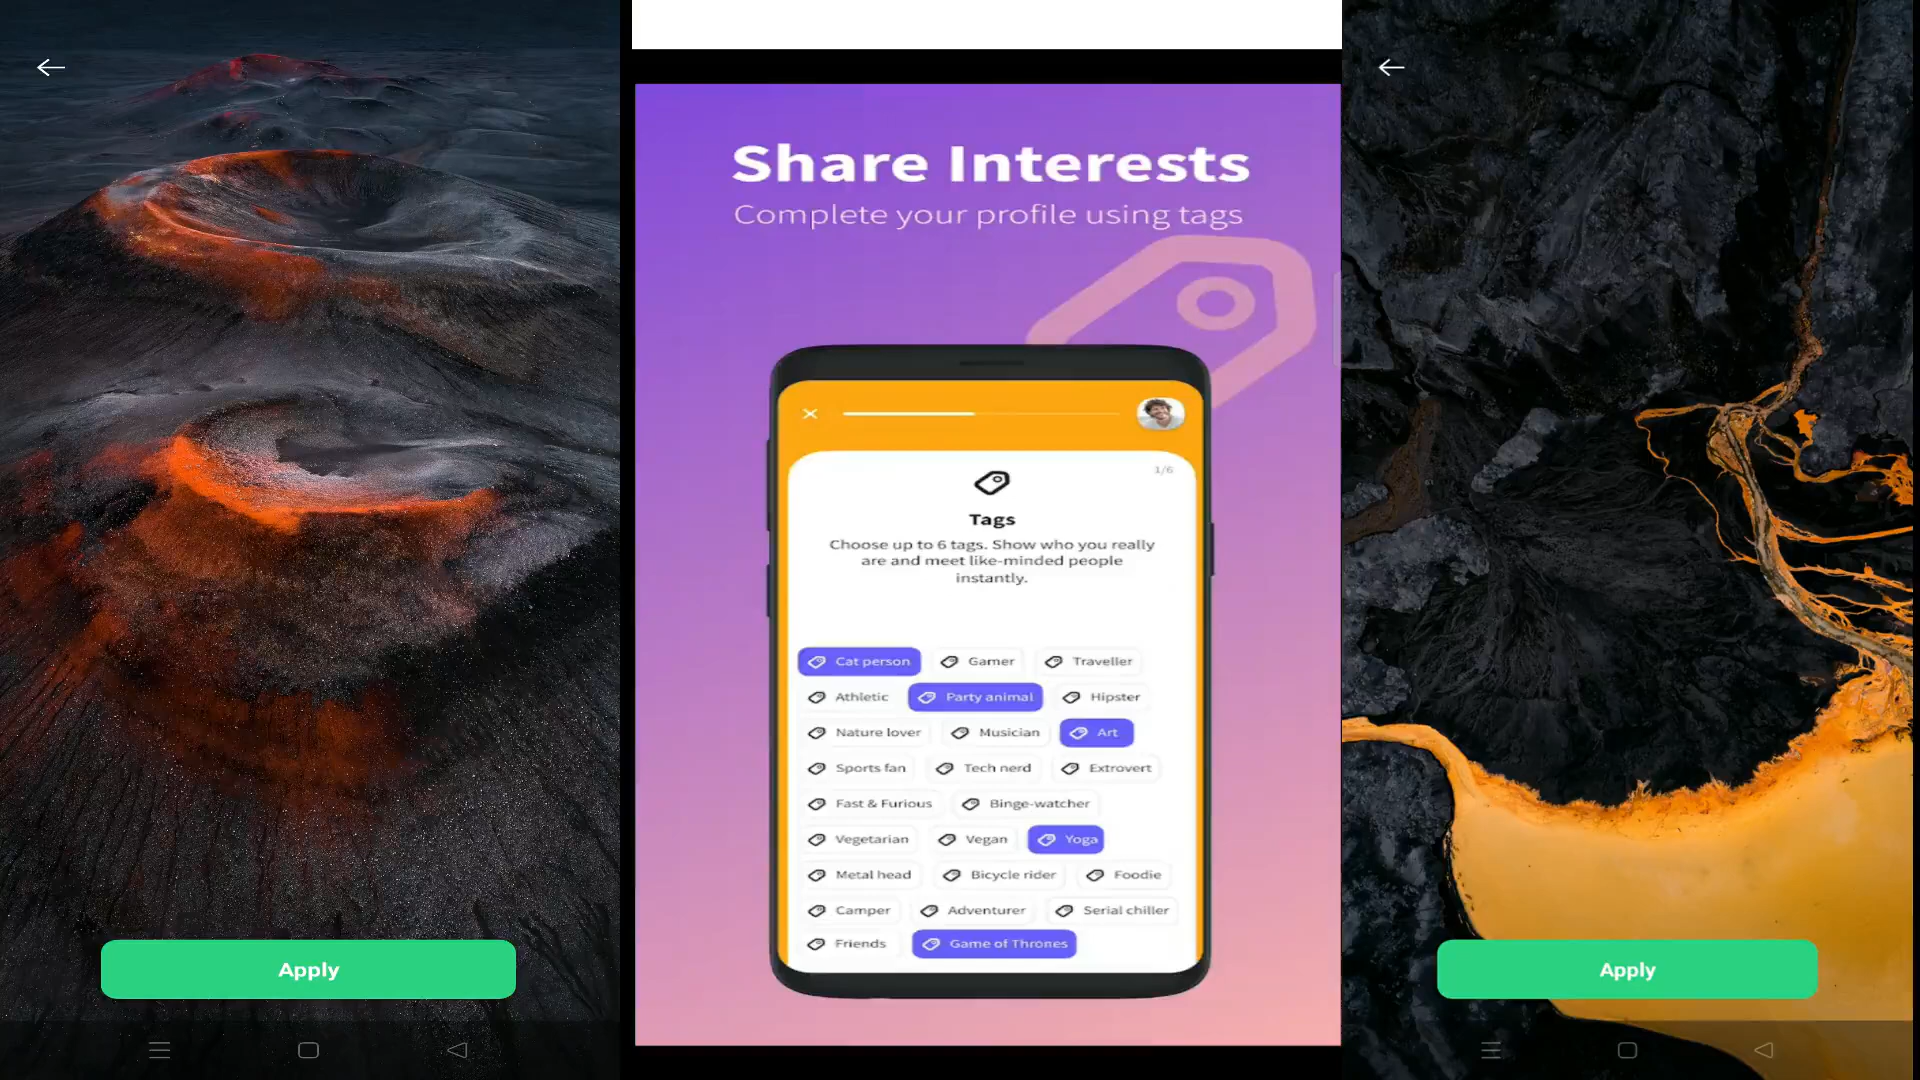 Share Interests
Complete your profile using tags
1/6
Tags
Choose up to 6 tags. Show who you really
are and meet like-minded people
instantly.
Cat person Gamer Traveller
Athletic Party animal Hipster
Nature lover Musician Art
Sports fan Tech nerd Extrovert
Fast & Furious Binge-watcher
Vegetarian Vegan Yoga
Metal head Bicycle rider Foodie
Camper Adventurer Serial chiller
Friends Game of Thrones
Apply
Apply